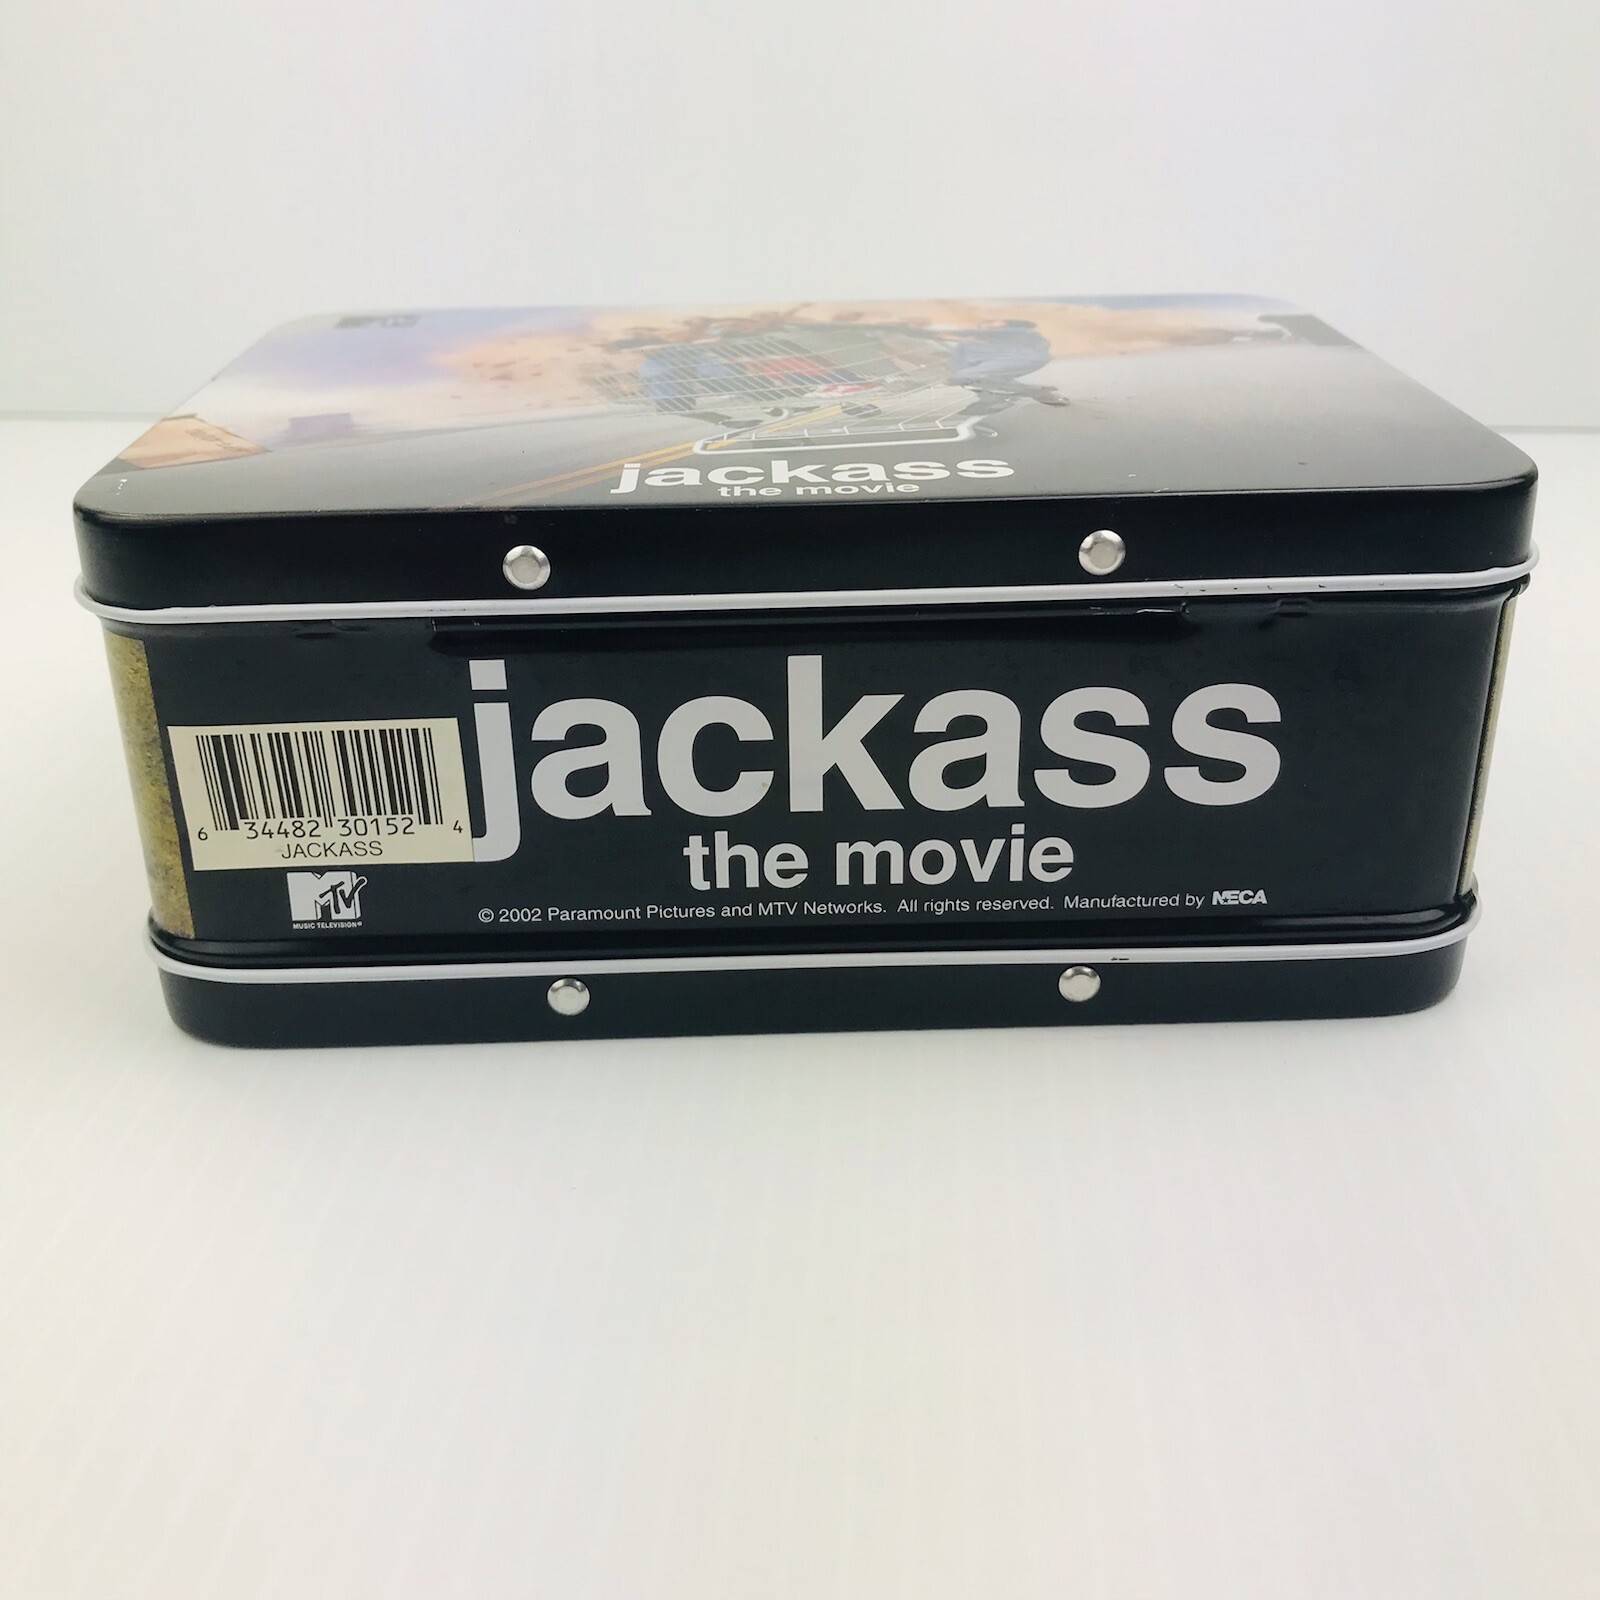 jackass
the movie
jackass
6 34482 30152 4
JACKASS
the movie
MTV
MUSIC TELEVISION®
© 2002 Paramount Pictures and MTV Networks. All rights reserved. Manufactured by NECA